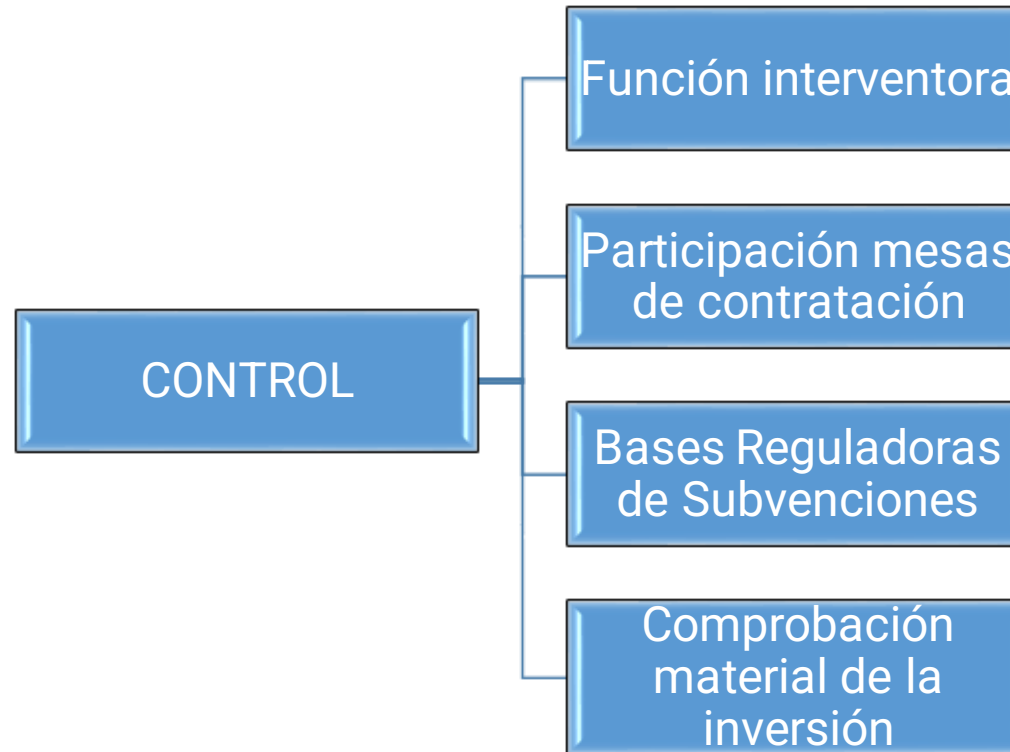 Función interventora
Participación mesas
de contratación
CONTROL
Bases Reguladoras
de Subvenciones
Comprobación
material de la
inversión